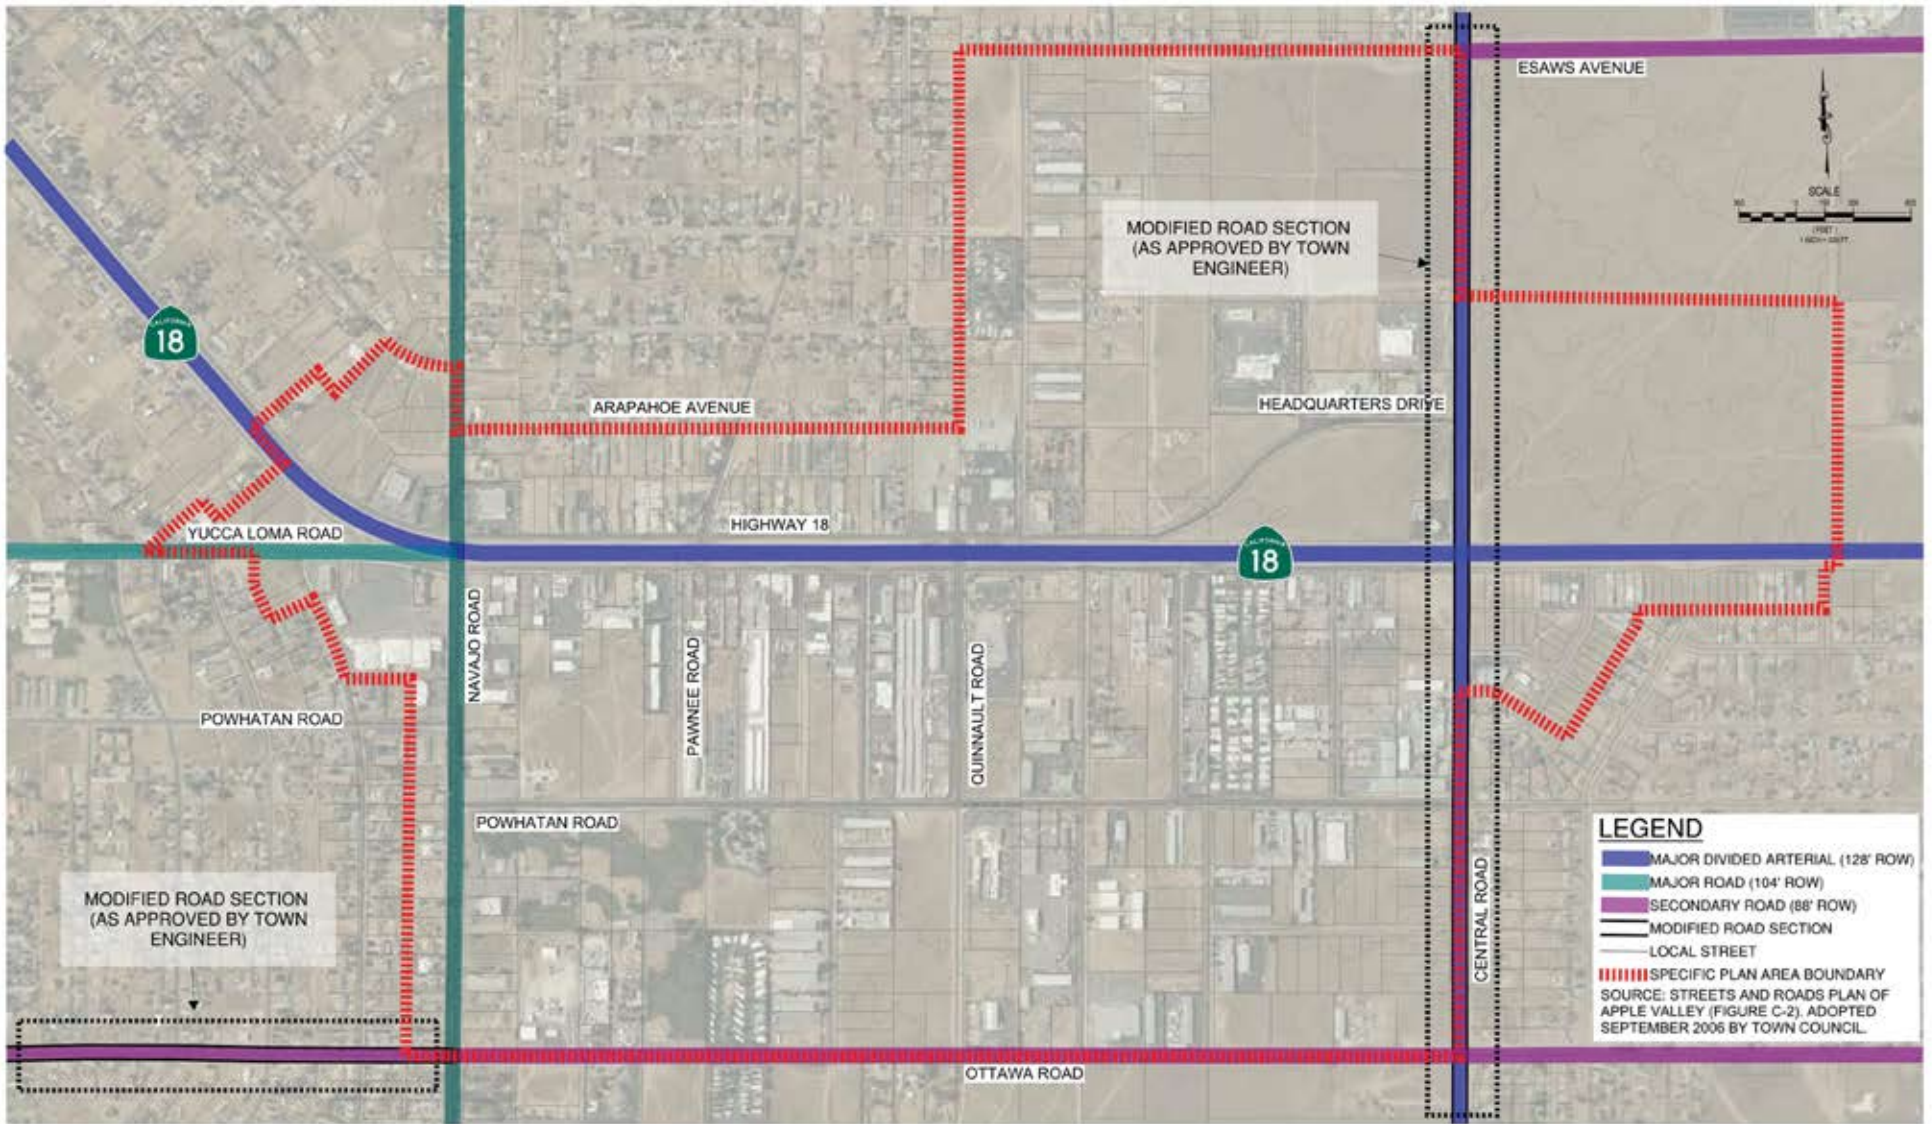 ESAWS AVENUE
SCALE
MODIFIED ROAD SECTION
(AS APPROVED BY TOWN
ENGINEER)
CALIFORNIA
18
ARAPAHOE AVENUE
HEADQUARTERS DRIVE
HIGHWAY 18
YUCCA LOMA ROAD
CALIFORNIA
18
NAVAJO ROAD
PAWNEE ROAD
QUINNAULT ROAD
POWHATAN ROAD
POWHATAN ROAD
MODIFIED ROAD SECTION
(AS APPROVED BY TOWN
ENGINEER)
CENTRAL ROAD
OTTAWA ROAD
LEGEND
MAJOR DIVIDED ARTERIAL (128' ROW)
MAJOR ROAD (104' ROW)
SECONDARY ROAD (88' ROW)
MODIFIED ROAD SECTION
LOCAL STREET
SPECIFIC PLAN AREA BOUNDARY
SOURCE: STREETS AND ROADS PLAN OF
APPLE VALLEY (FIGURE C-2). ADOPTED
SEPTEMBER 2006 BY TOWN COUNCIL.